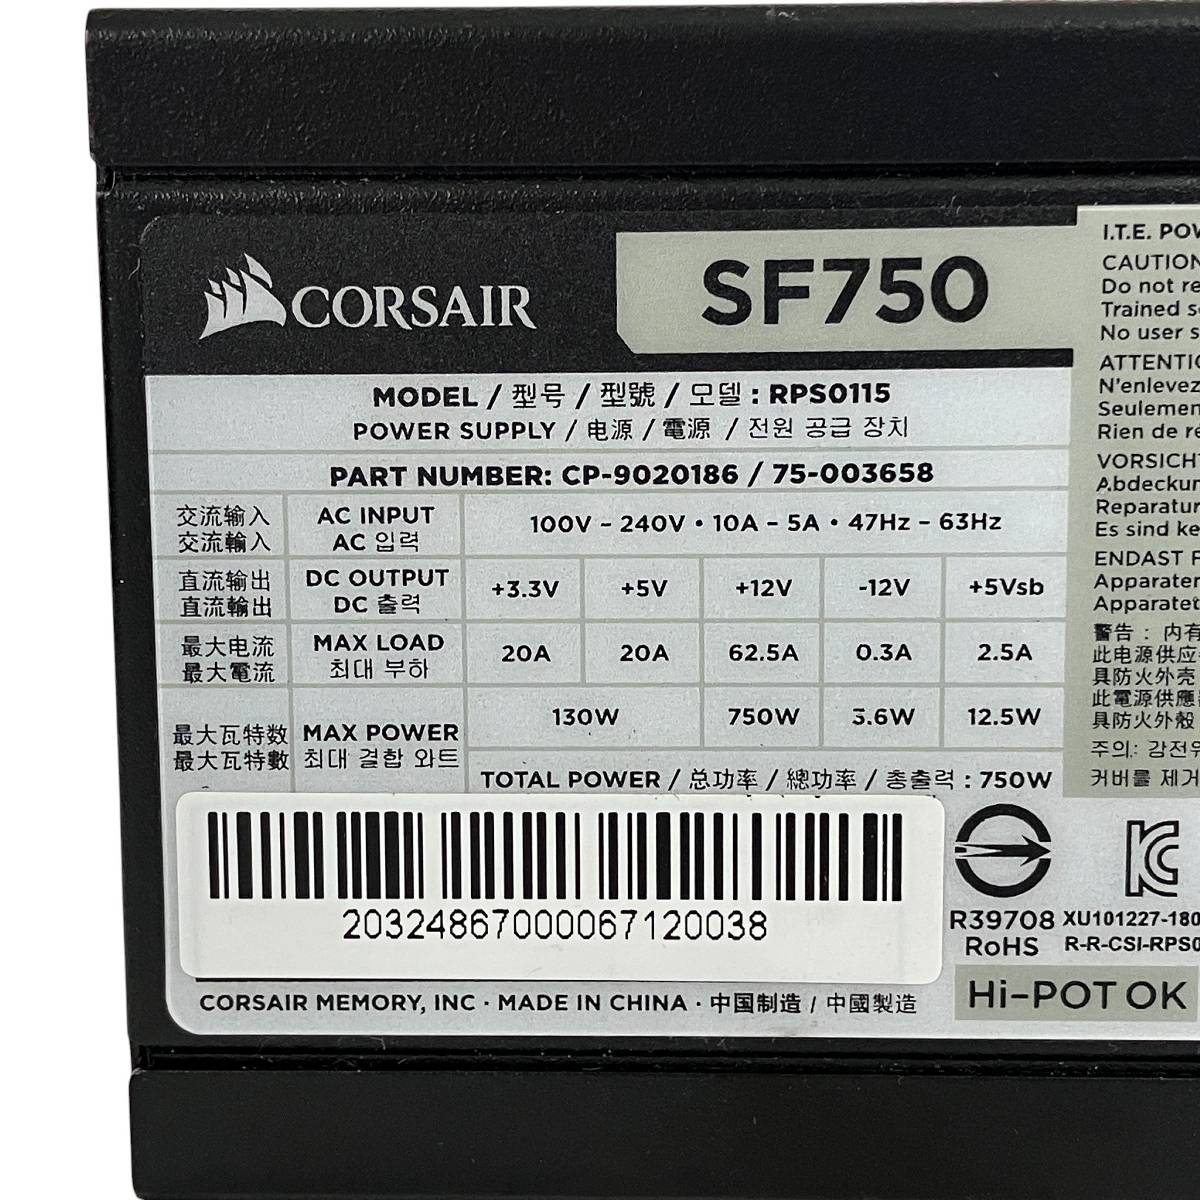 CORSAIR
SF750
MODEL / 型号 / 型號 / 모델 : RPS0115
POWER SUPPLY / 电源 / 電源 / 전원 공급 장치
PART NUMBER: CP-9020186 / 75-003658
交流输入 AC INPUT 100V ~ 240V • 10A - 5A • 47Hz - 63Hz
交流輸入 AC 입력
直流输出 DC OUTPUT +3.3V +5V +12V -12V +5Vsb
直流輸出 DC 출력
最大电流 MAX LOAD 20A 20A 62.5A 0.3A 2.5A
最大電流 최대 부하
130W 750W 3.6W 12.5W
最大瓦特数 MAX POWER
最大瓦特數 최대 결합 와트
TOTAL POWER / 总功率 / 總功率 / 총출력 : 750W
20324867000067120038
CORSAIR MEMORY, INC · MADE IN CHINA · 中国制造 / 中國製造
I.T.E. POW
CAUTION
Do not re
Trained s
No user s
ATTENTIO
N'enlevez
Seulemen
Rien de ré
VORSICHT
Abdeckun
Reparatur
Es sind ke
ENDAST F
Apparaten
Apparatet
警告 : 内有
此电源供应
具防火外壳
此電源供應
具防火外殼
주의: 감전위
커버를 제거
R39708
RoHS
XU101227-180
R-R-CSI-RPS0
Hi-POT OK